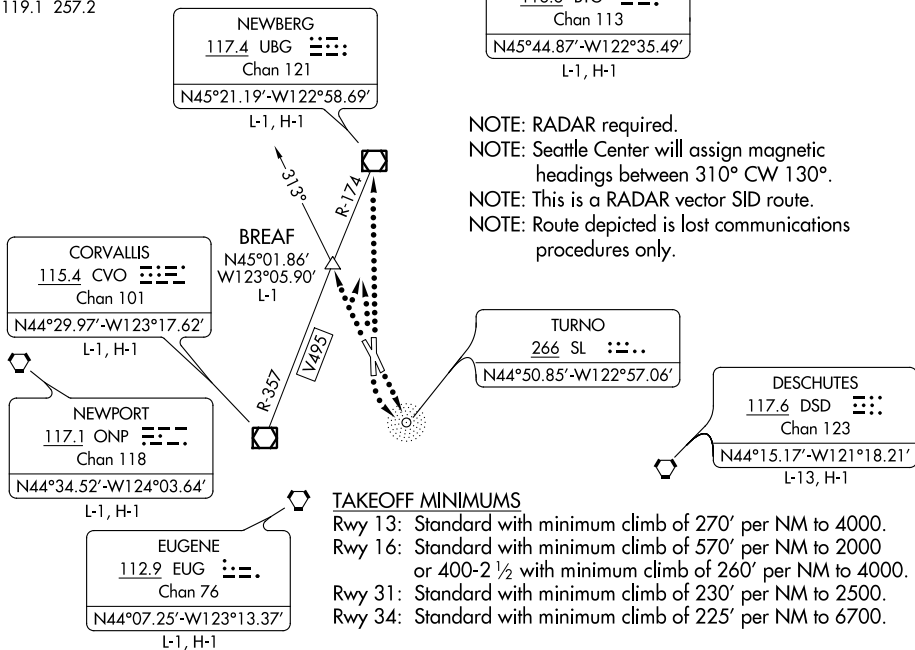 119.1 257.2
NEWBERG
117.4 UBG
Chan 121
N45°21.19′-W122°58.69′
L-1, H-1
Chan 113
N45°44.87′-W122°35.49′
L-1, H-1
NOTE: RADAR required.
NOTE: Seattle Center will assign magnetic
headings between 310° CW 130°.
NOTE: This is a RADAR vector SID route.
NOTE: Route depicted is lost communications
procedures only.
313°
R-174
BREAF
N45°01.86′
W123°05.90′
L-1
CORVALLIS
115.4 CVO
Chan 101
N44°29.97′-W123°17.62′
L-1, H-1
V495
R-357
TURNO
266 SL
N44°50.85′-W122°57.06′
NEWPORT
117.1 ONP
Chan 118
N44°34.52′-W124°03.64′
L-1, H-1
DESCHUTES
117.6 DSD
Chan 123
N44°15.17′-W121°18.21′
L-13, H-1
EUGENE
112.9 EUG
Chan 76
N44°07.25′-W123°13.37′
L-1, H-1
TAKEOFF MINIMUMS
Rwy 13: Standard with minimum climb of 270′ per NM to 4000.
Rwy 16: Standard with minimum climb of 570′ per NM to 2000
or 400-2 ½ with minimum climb of 260′ per NM to 4000.
Rwy 31: Standard with minimum climb of 230′ per NM to 2500.
Rwy 34: Standard with minimum climb of 225′ per NM to 6700.